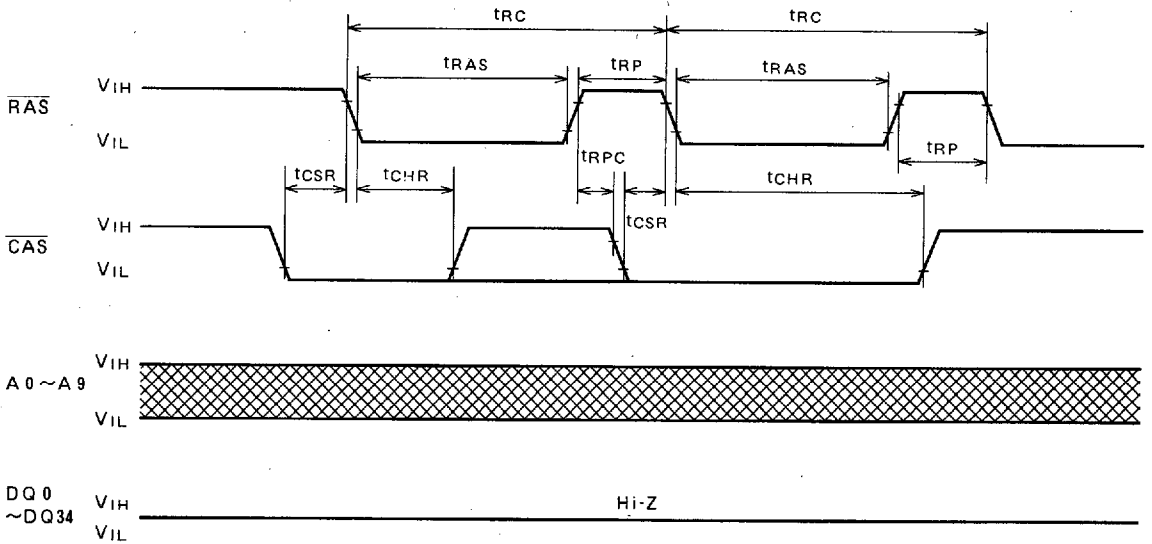 tRC tRC
tRAS tRP tRAS
RAS VIH
VIL
tRPC tRP
tCSR tCHR tCHR
tCSR
CAS VIH
VIL
A0~A9 VIH
VIL
DQ0
~DQ34 VIH Hi-Z
VIL